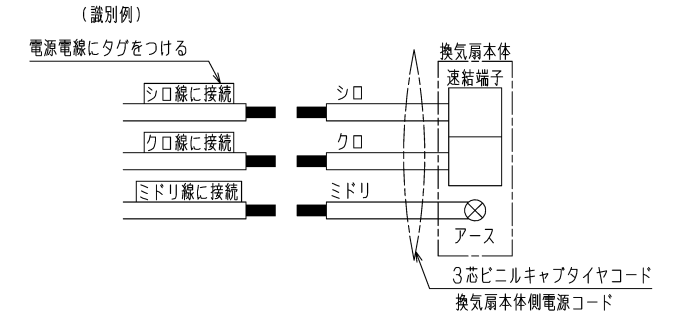 （識別例）
電源電線にタグをつける
換気扇本体
速結端子
シロ線に接続
シロ
クロ線に接続
クロ
ミドリ線に接続
ミドリ
アース
3芯ビニルキャブタイヤコード
換気扇本体側電源コード